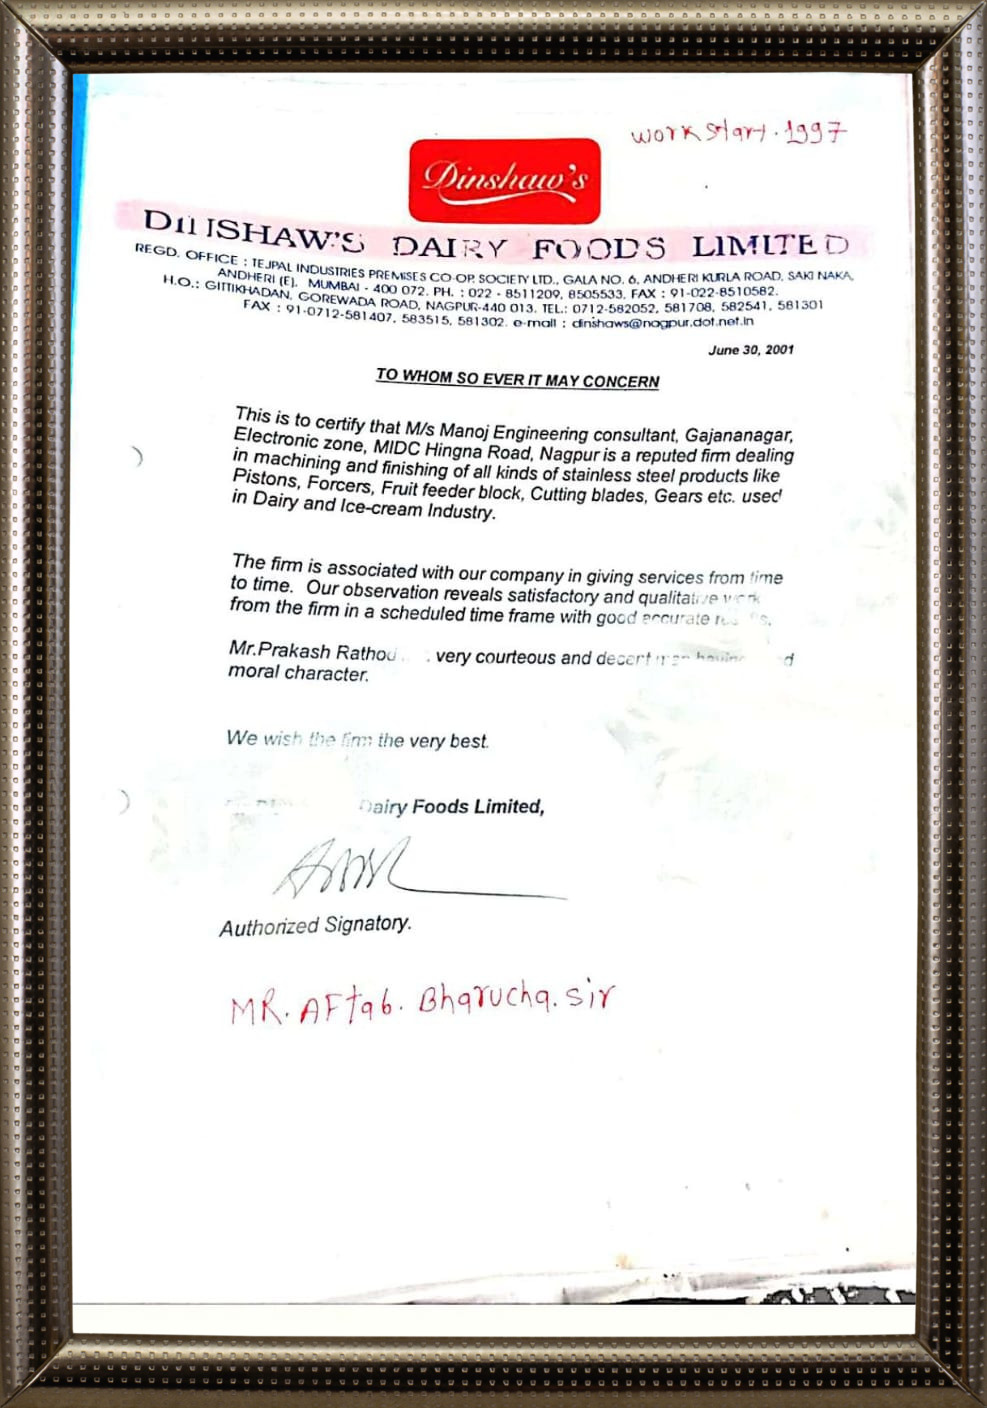 work start. 1997
Dinshaw's
DINSHAW'S DAIRY FOODS LIMITED
REGD. OFFICE : TEJPAL INDUSTRIES PREMISES CO-OP. SOCIETY LTD., GALA NO. 6, ANDHERI KURLA ROAD, SAKI NAKA,
ANDHERI (E), MUMBAI - 400 072. PH. : 022 - 8511209, 8505533, FAX : 91-022-8510582.
H.O.: GITTIKHADAN, GOREWADA ROAD, NAGPUR-440 013. TEL.: 0712-582052, 581708, 582541, 581301
FAX : 91-0712-581407, 583515, 581302. e-mail : dinshaws@nagpur.dot.net.in
June 30, 2001
TO WHOM SO EVER IT MAY CONCERN
This is to certify that M/s Manoj Engineering consultant, Gajananagar,
Electronic zone, MIDC Hingna Road, Nagpur is a reputed firm dealing
in machining and finishing of all kinds of stainless steel products like
Pistons, Forcers, Fruit feeder block, Cutting blades, Gears etc. used
in Dairy and Ice-cream Industry.
The firm is associated with our company in giving services from time
to time. Our observation reveals satisfactory and qualitative work
from the firm in a scheduled time frame with good accurate
Mr.Prakash Rathod very courteous and decent man having
moral character.
We wish the firm the very best.
Dairy Foods Limited,
Authorized Signatory.
MR. AFtab. Bharucha. sir